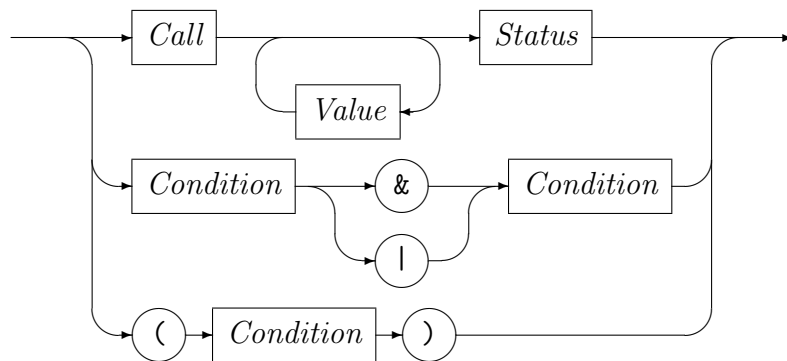 Call Status
Value
Condition & Condition
|
( Condition )